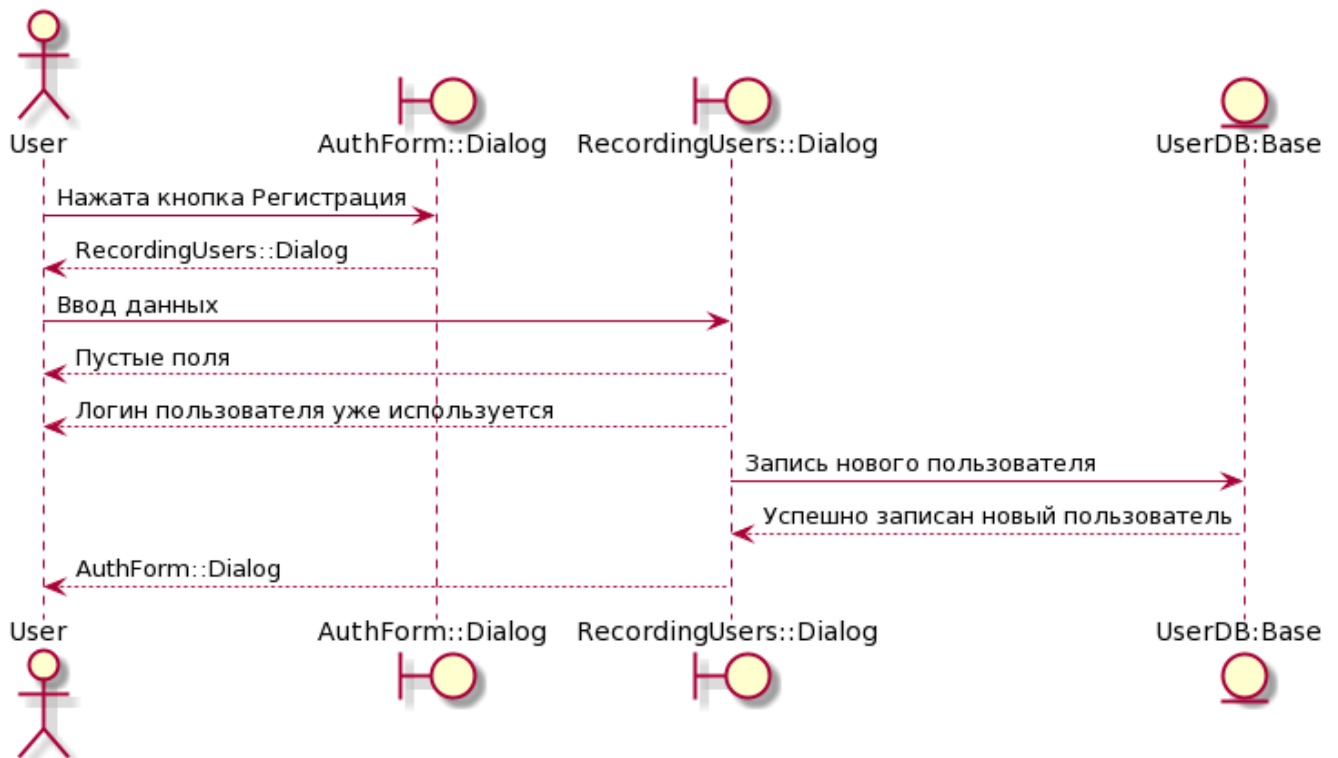 User
AuthForm::Dialog
RecordingUsers::Dialog
UserDB:Base
Нажата кнопка Регистрация
RecordingUsers::Dialog
Ввод данных
Пустые поля
Логин пользователя уже используется
Запись нового пользователя
Успешно записан новый пользователь
AuthForm::Dialog
User
AuthForm::Dialog
RecordingUsers::Dialog
UserDB:Base